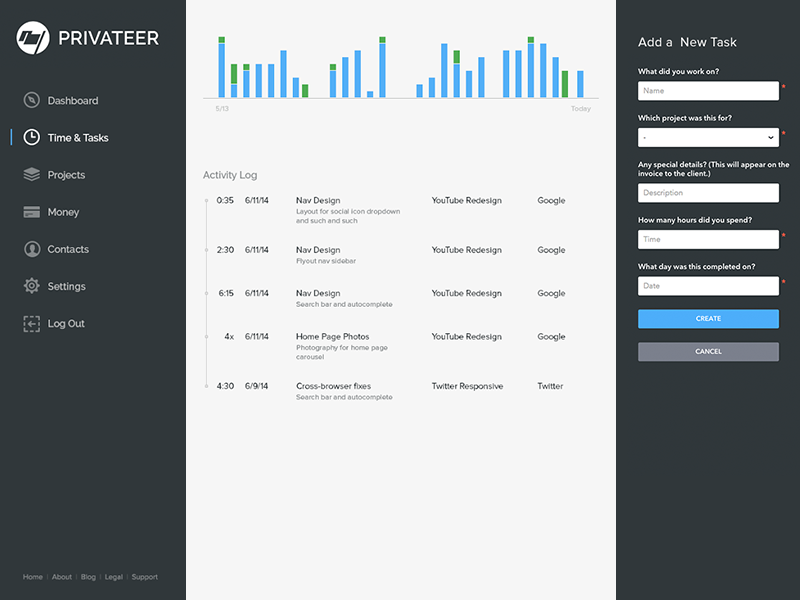 PRIVATEER
Dashboard
Time & Tasks
Projects
Money
Contacts
Settings
Log Out
Home | About | Blog | Legal | Support
5/13 Today
Activity Log
0:35 6/11/14 Nav Design YouTube Redesign Google
Layout for social icon dropdown
and such and such
2:30 6/11/14 Nav Design YouTube Redesign Google
Flyout nav sidebar
6:15 6/11/14 Nav Design YouTube Redesign Google
Search bar and autocomplete
4x 6/11/14 Home Page Photos YouTube Redesign Google
Photography for home page
carousel
4:30 6/9/14 Cross-browser fixes Twitter Responsive Twitter
Search bar and autocomplete
Add a New Task
What did you work on?
Name *
Which project was this for?
- *
Any special details? (This will appear on the
invoice to the client.)
Description
How many hours did you spend?
Time *
What day was this completed on?
Date *
CREATE
CANCEL